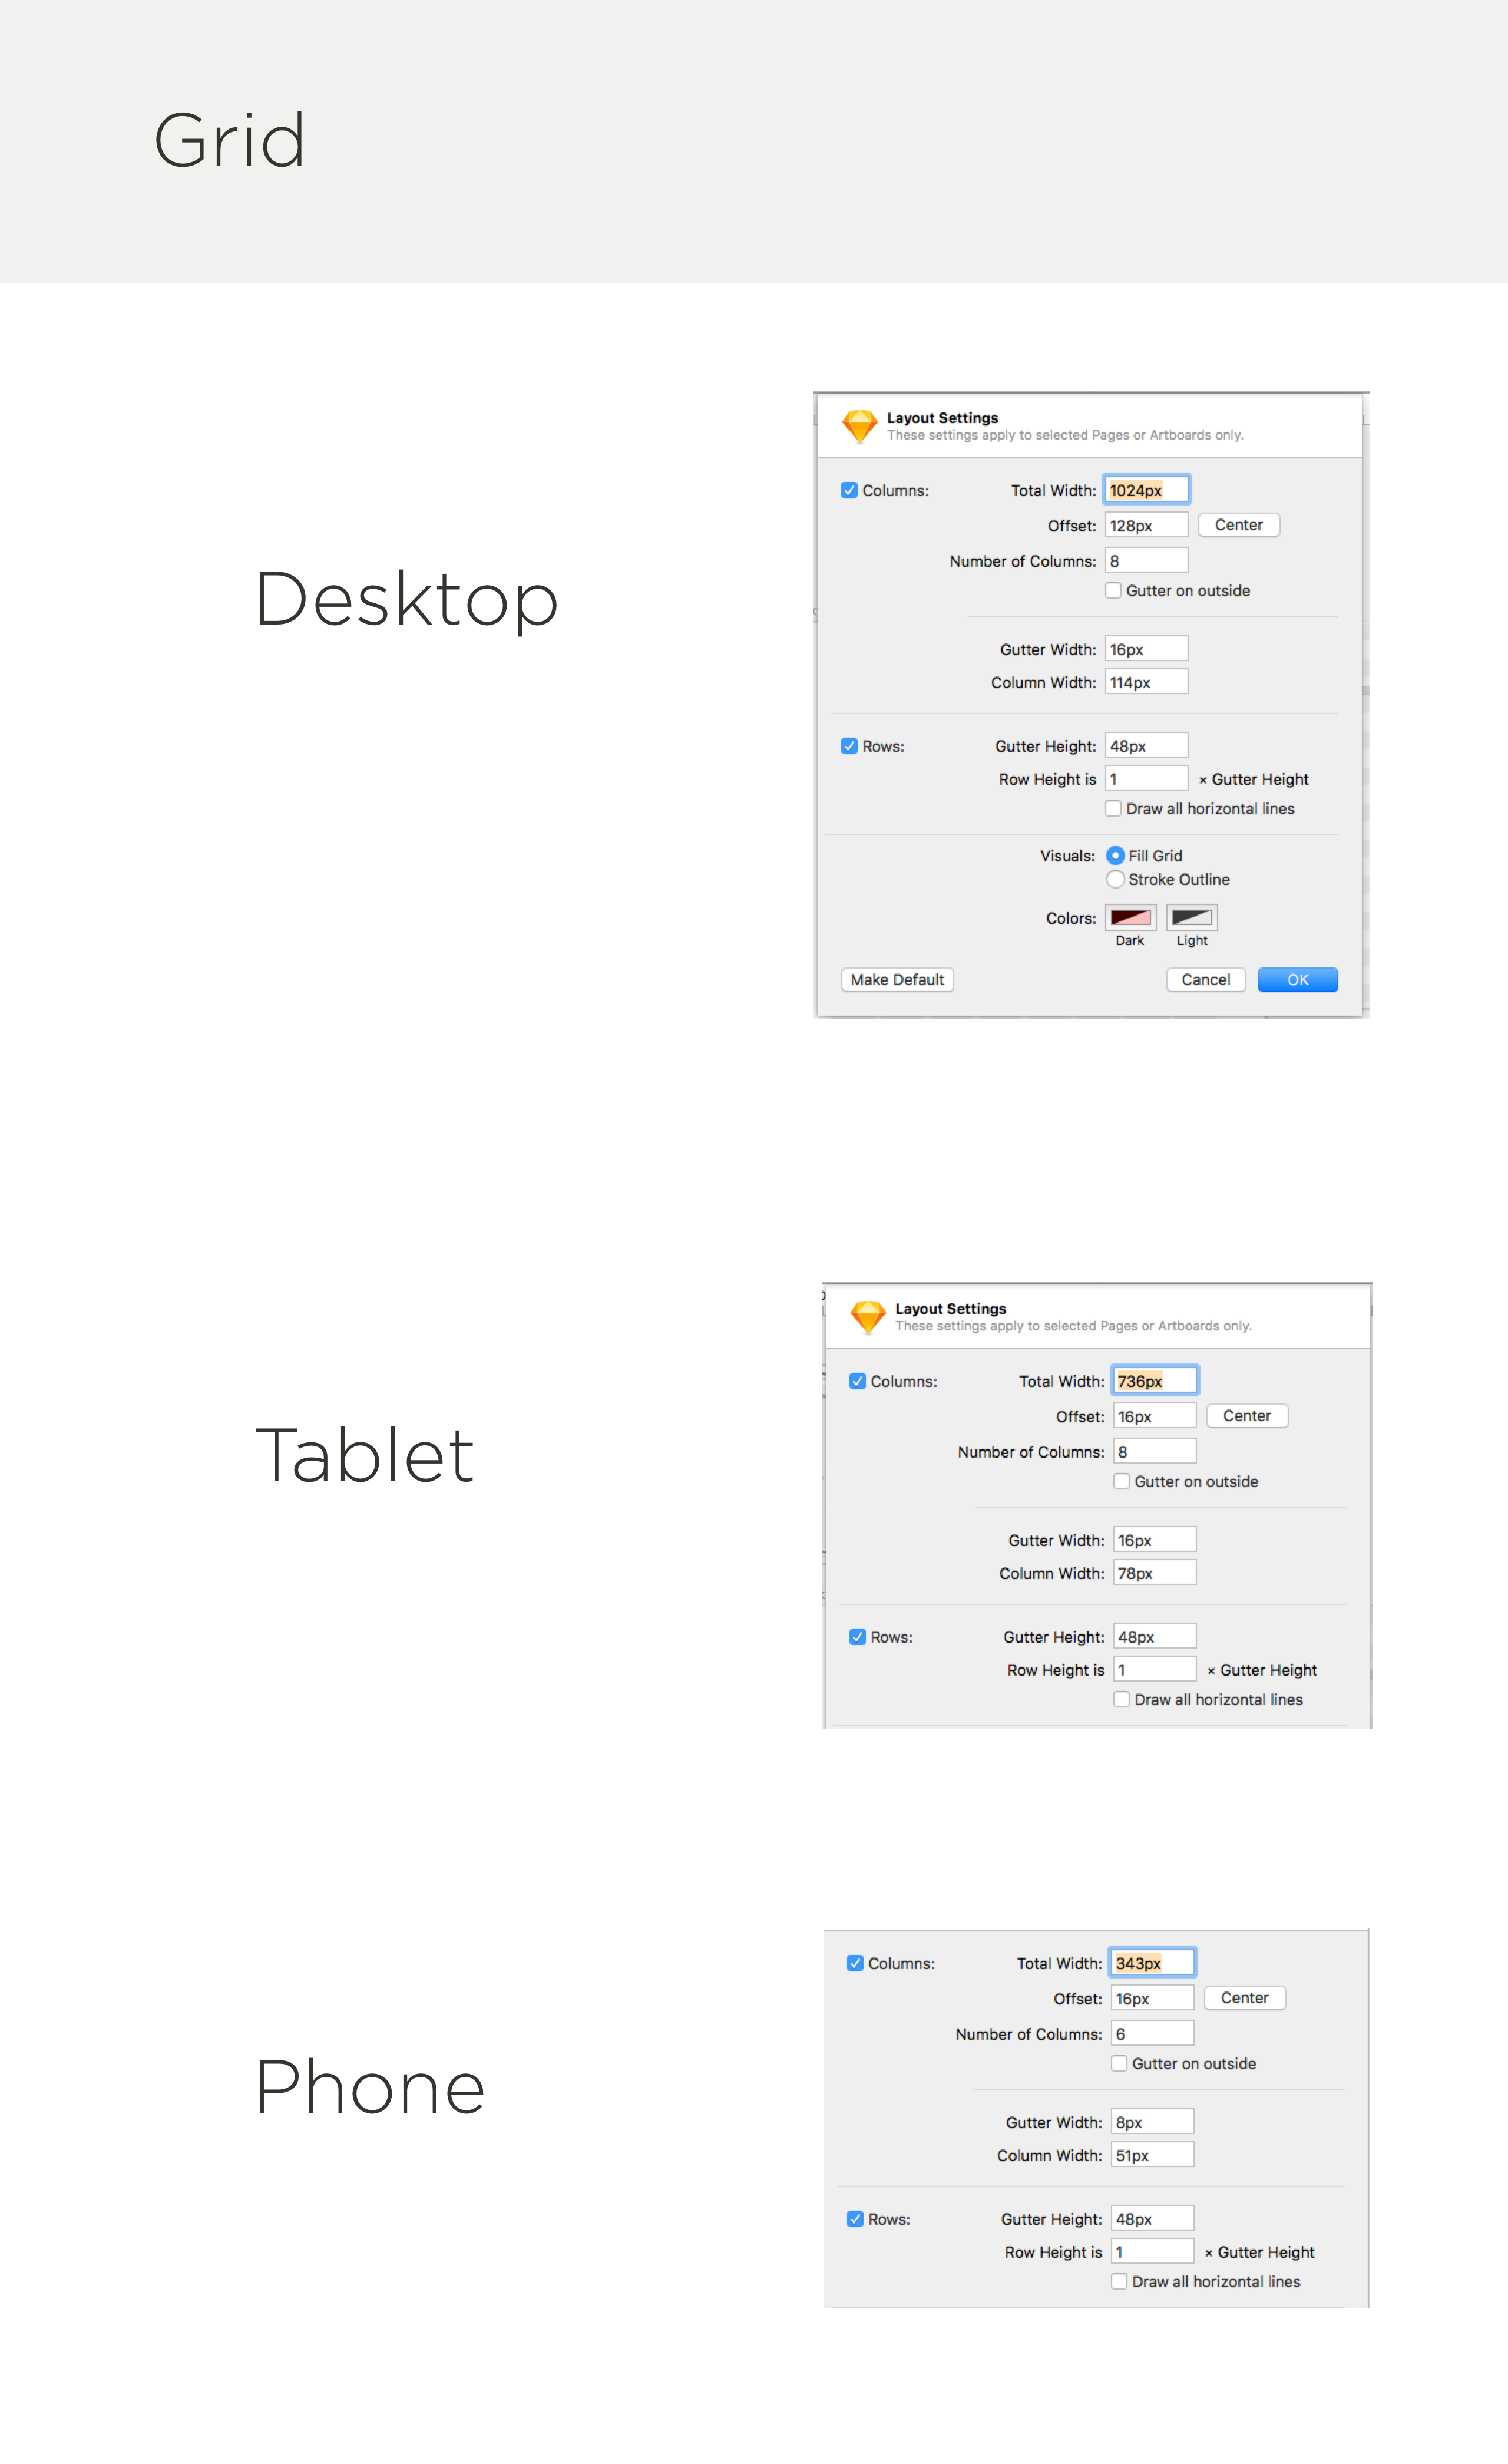 Grid
Desktop
Layout Settings
These settings apply to selected Pages or Artboards only.
Columns: Total Width: 1024px
Offset: 128px Center
Number of Columns: 8
Gutter on outside
Gutter Width: 16px
Column Width: 114px
Rows: Gutter Height: 48px
Row Height is 1 × Gutter Height
Draw all horizontal lines
Visuals: Fill Grid
Stroke Outline
Colors:
Dark Light
Make Default Cancel OK
Tablet
Layout Settings
These settings apply to selected Pages or Artboards only.
Columns: Total Width: 736px
Offset: 16px Center
Number of Columns: 8
Gutter on outside
Gutter Width: 16px
Column Width: 78px
Rows: Gutter Height: 48px
Row Height is 1 × Gutter Height
Draw all horizontal lines
Phone
Columns: Total Width: 343px
Offset: 16px Center
Number of Columns: 6
Gutter on outside
Gutter Width: 8px
Column Width: 51px
Rows: Gutter Height: 48px
Row Height is 1 × Gutter Height
Draw all horizontal lines